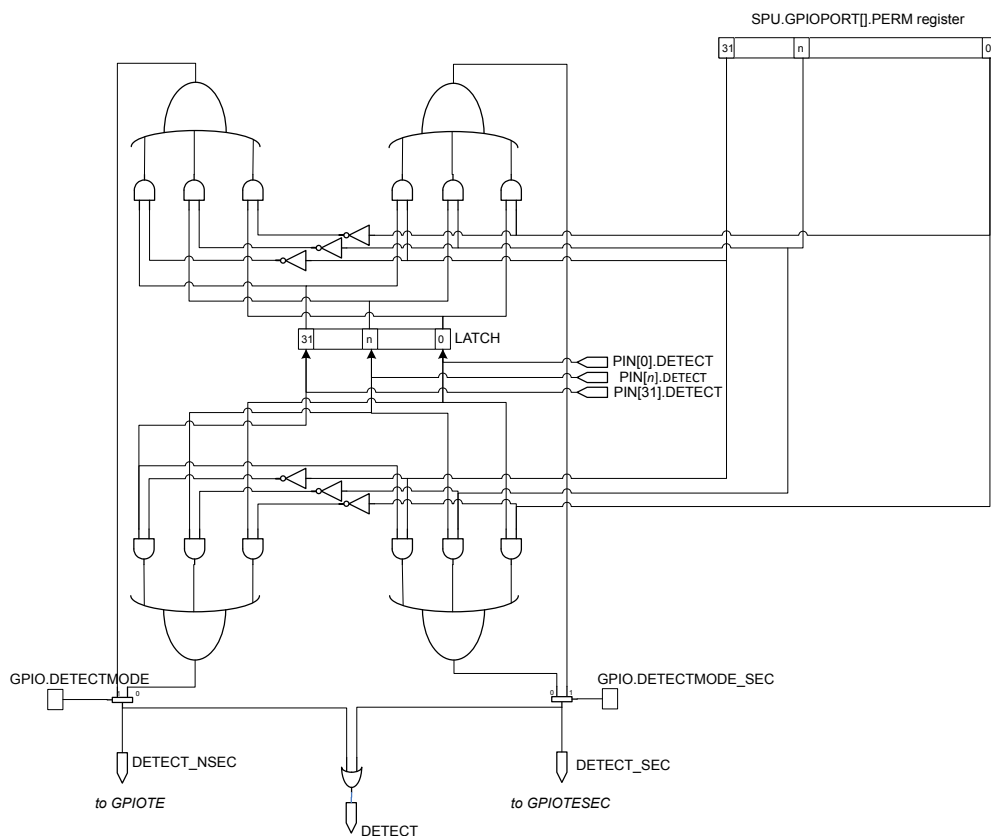 SPU.GPIOPORT[].PERM register
31 n 0
31 n 0 LATCH
PIN[0].DETECT
PIN[n].DETECT
PIN[31].DETECT
GPIO.DETECTMODE
1 0
0 1
GPIO.DETECTMODE_SEC
DETECT_NSEC
DETECT_SEC
to GPIOTE
to GPIOTESEC
DETECT